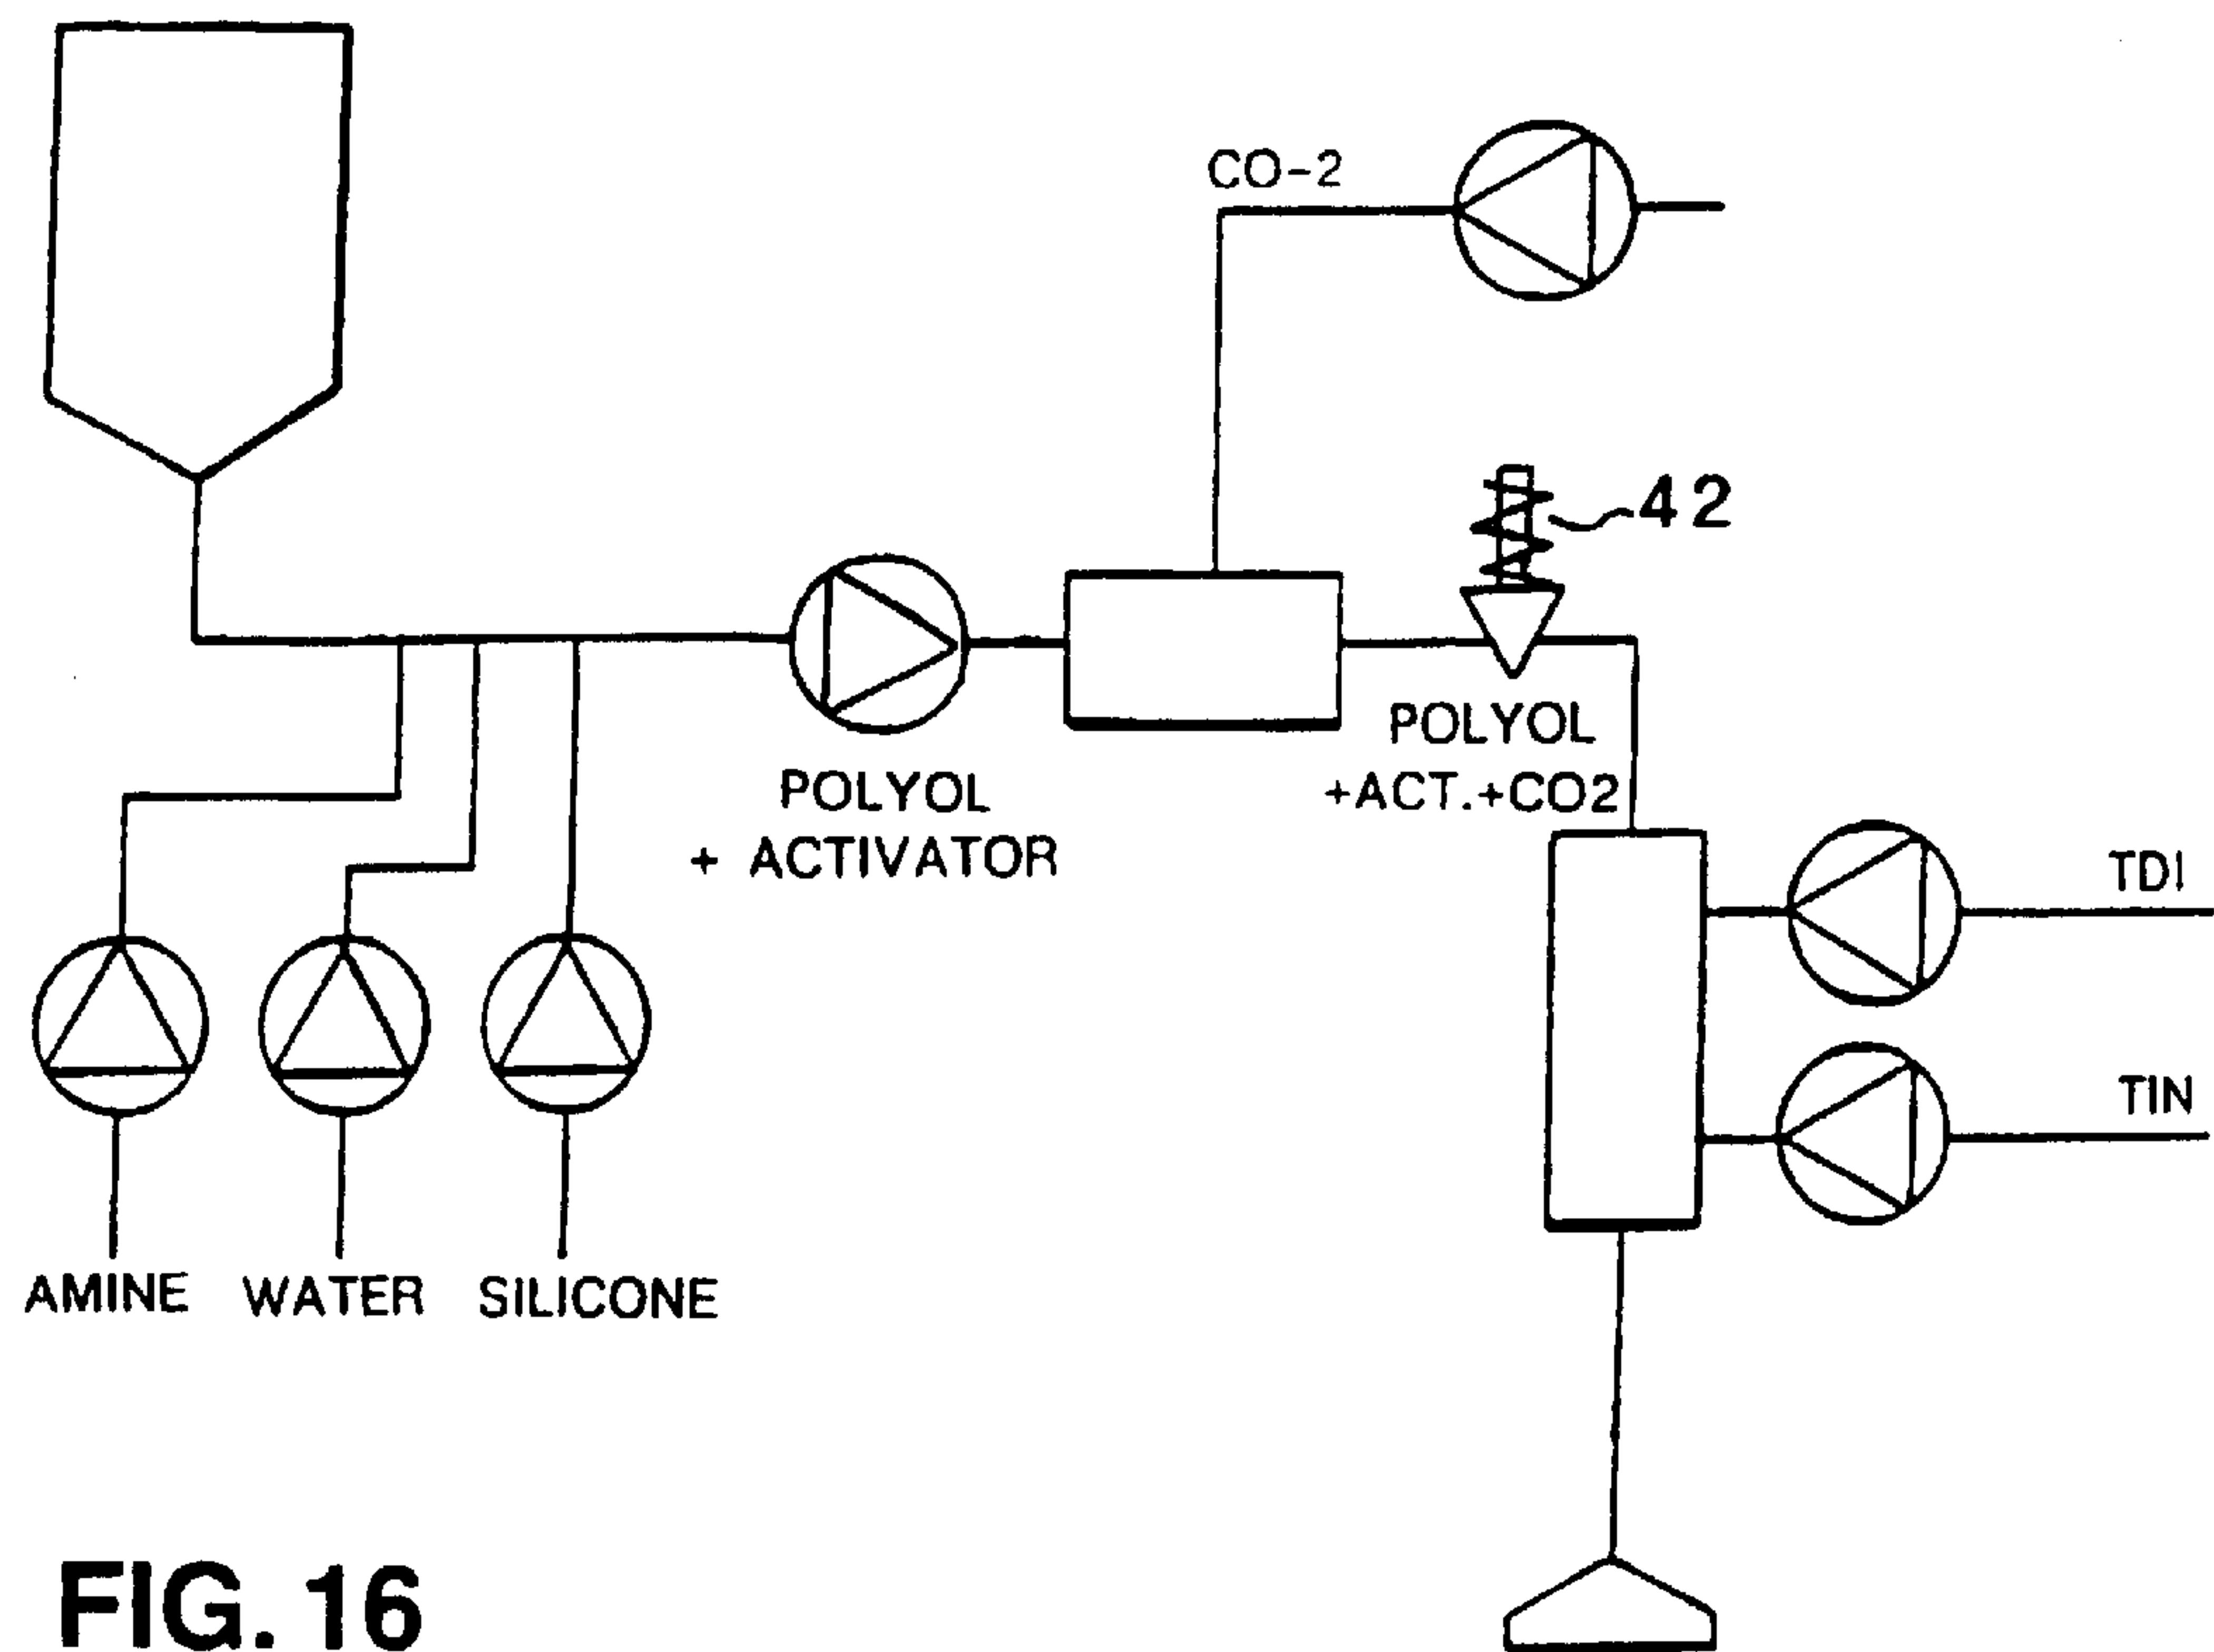 CO-2
42
POLYOL
+ ACTIVATOR
POLYOL
+ACT.+CO2
TDI
TIN
AMINE
WATER
SILICONE
FIG. 16